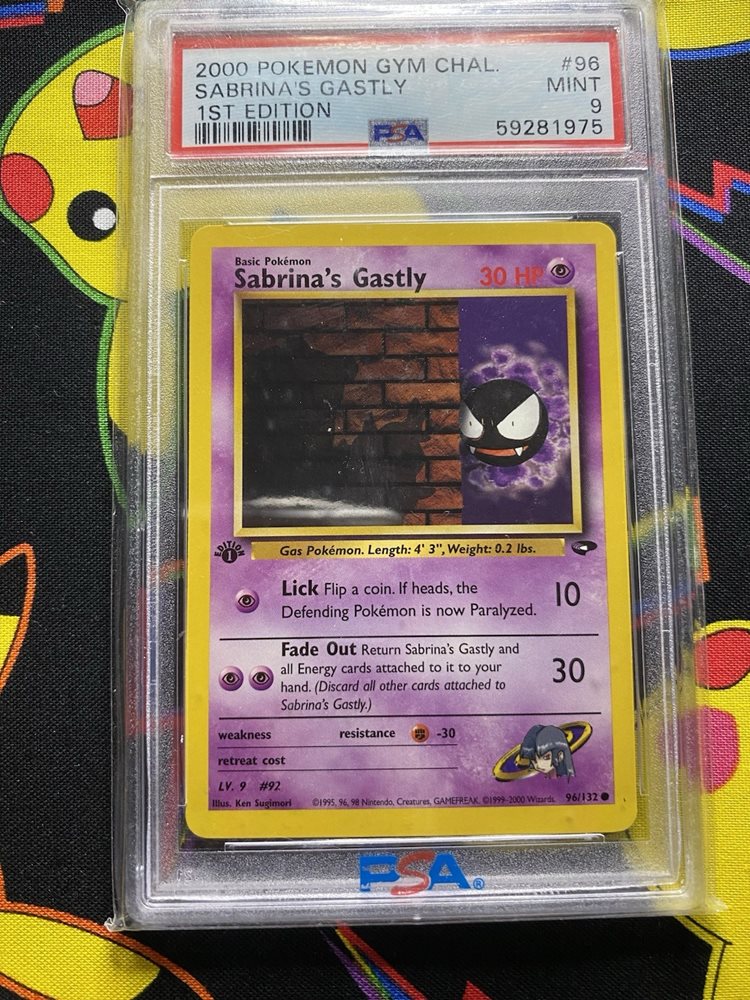 2000 POKEMON GYM CHAL. #96
SABRINA'S GASTLY MINT
1ST EDITION 9
PSA 59281975
Basic Pokémon
Sabrina's Gastly 30 HP
EDITION
1
Gas Pokémon. Length: 4' 3", Weight: 0.2 lbs.
Lick Flip a coin. If heads, the
Defending Pokémon is now Paralyzed. 10
Fade Out Return Sabrina's Gastly and
all Energy cards attached to it to your
hand. (Discard all other cards attached to
Sabrina's Gastly.) 30
weakness resistance -30
retreat cost
LV. 9 #92
Illus. Ken Sugimori ©1995, 96, 98 Nintendo, Creatures, GAMEFREAK. ©1999-2000 Wizards. 96/132
PSA®